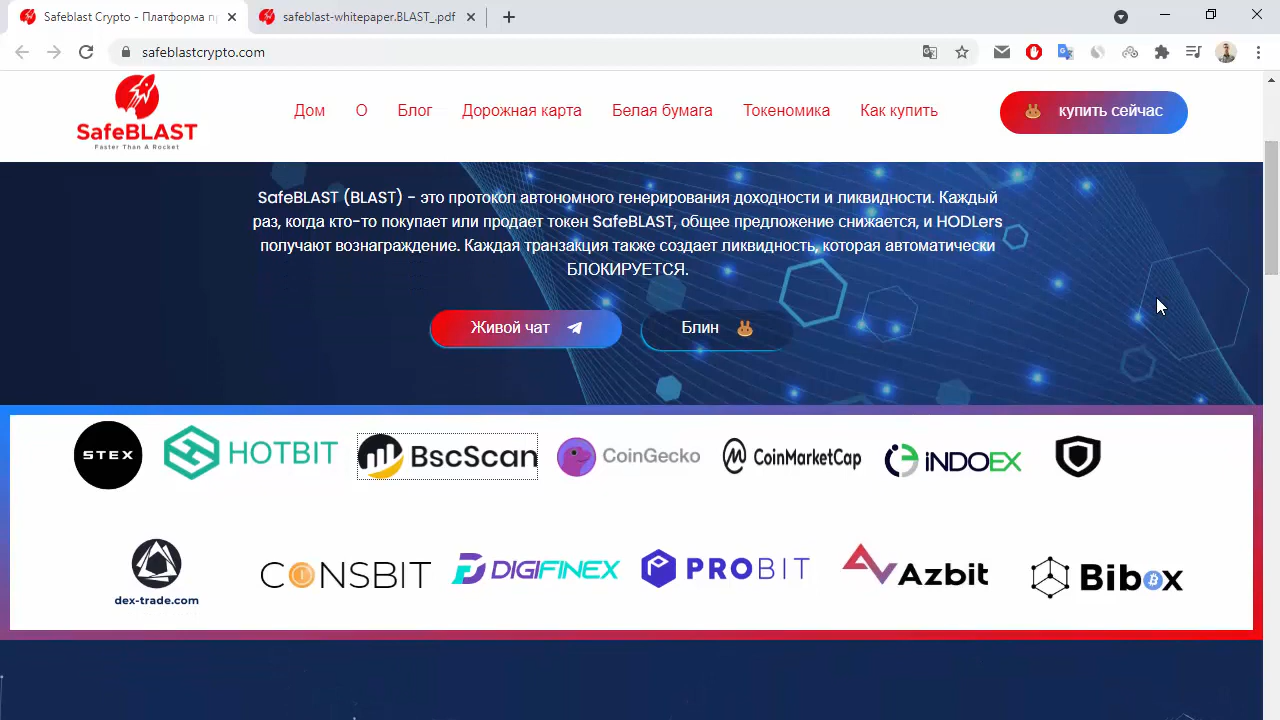 Safeblast Crypto - Платформа п
safeblast-whitepaper.BLAST_.pdf
safeblastcrypto.com
SafeBLAST
Faster Than A Rocket
Дом
О
Блог
Дорожная карта
Белая бумага
Токеномика
Как купить
купить сейчас
SafeBLAST (BLAST) - это протокол автономного генерирования доходности и ликвидности. Каждый
раз, когда кто-то покупает или продает токен SafeBLAST, общее предложение снижается, и HODLers
получают вознаграждение. Каждая транзакция также создает ликвидность, которая автоматически
БЛОКИРУЕТСЯ.
Живой чат
Блин
STEX
HOTBIT
BscScan
CoinGecko
CoinMarketCap
INDOEX
dex-trade.com
CONSBIT
DIGIFINEX
PROBIT
Azbit
Bibox